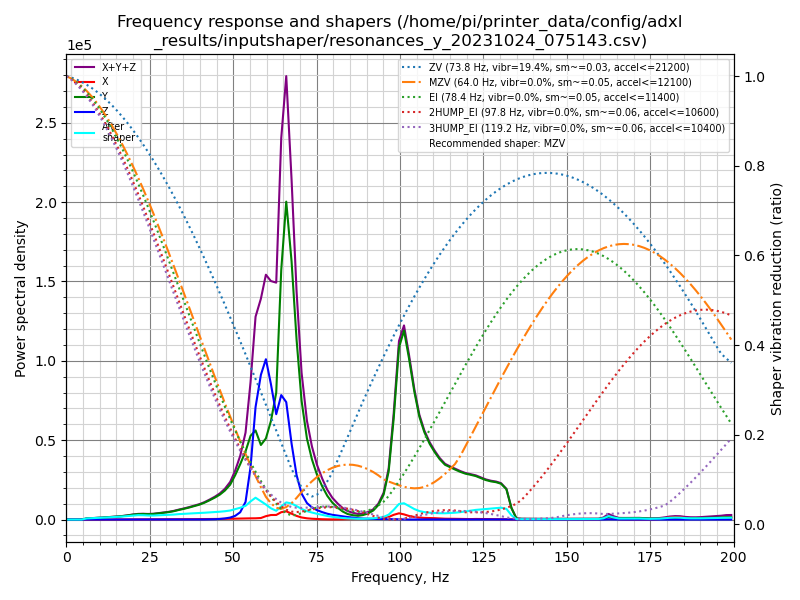 Frequency response and shapers (/home/pi/printer_data/config/adxl
_results/inputshaper/resonances_y_20231024_075143.csv)
1e5
X+Y+Z
X
Y
Z
After
shaper
ZV (73.8 Hz, vibr=19.4%, sm~=0.03, accel<=21200)
MZV (64.0 Hz, vibr=0.0%, sm~=0.05, accel<=12100)
EI (78.4 Hz, vibr=0.0%, sm~=0.05, accel<=11400)
2HUMP_EI (97.8 Hz, vibr=0.0%, sm~=0.06, accel<=10600)
3HUMP_EI (119.2 Hz, vibr=0.0%, sm~=0.06, accel<=10400)
Recommended shaper: MZV
2.5
2.0
1.5
1.0
0.5
0.0
Power spectral density
1.0
0.8
0.6
0.4
0.2
0.0
Shaper vibration reduction (ratio)
0 25 50 75 100 125 150 175 200
Frequency, Hz